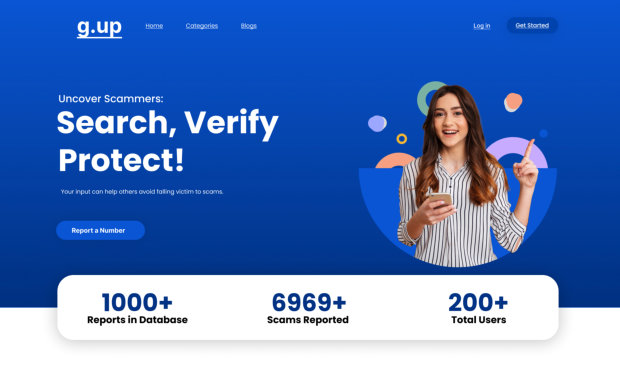 g.up
Home
Categories
Blogs
Log in
Get Started
Uncover Scammers:
Search, Verify
Protect!
Your input can help others avoid falling victim to scams.
Report a Number
1000+
Reports in Database
6969+
Scams Reported
200+
Total Users